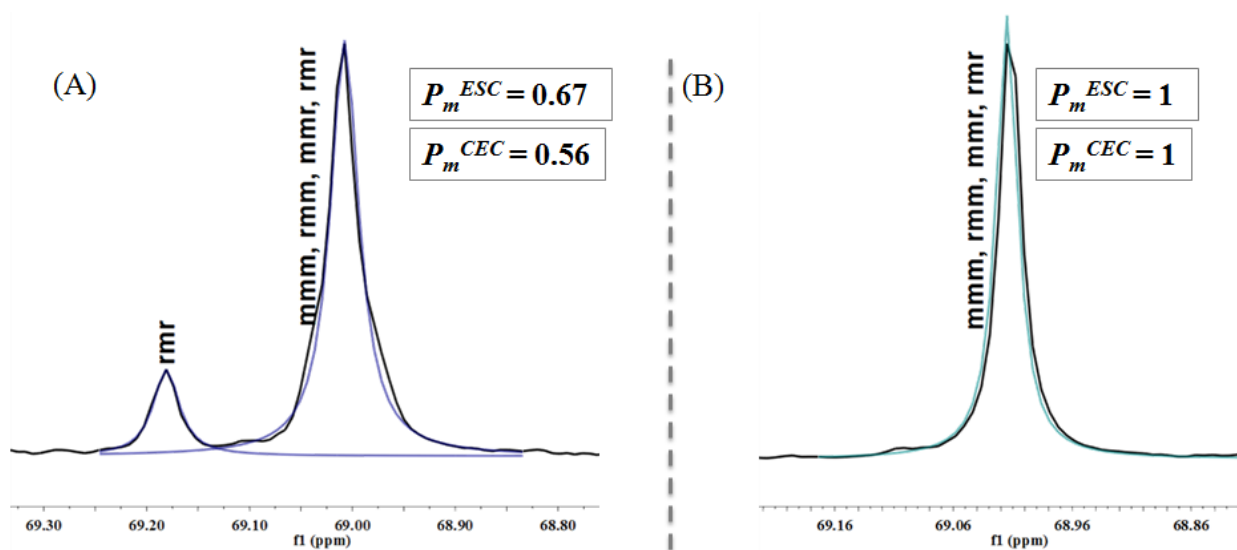 (A)
rmr
mmm, rmm, mmr, rmr
P_m^ESC = 0.67
P_m^CEC = 0.56
69.30 69.20 69.10 69.00 68.90 68.80
f1 (ppm)
(B)
mmm, rmm, mmr, rmr
P_m^ESC = 1
P_m^CEC = 1
69.16 69.06 68.96 68.86
f1 (ppm)